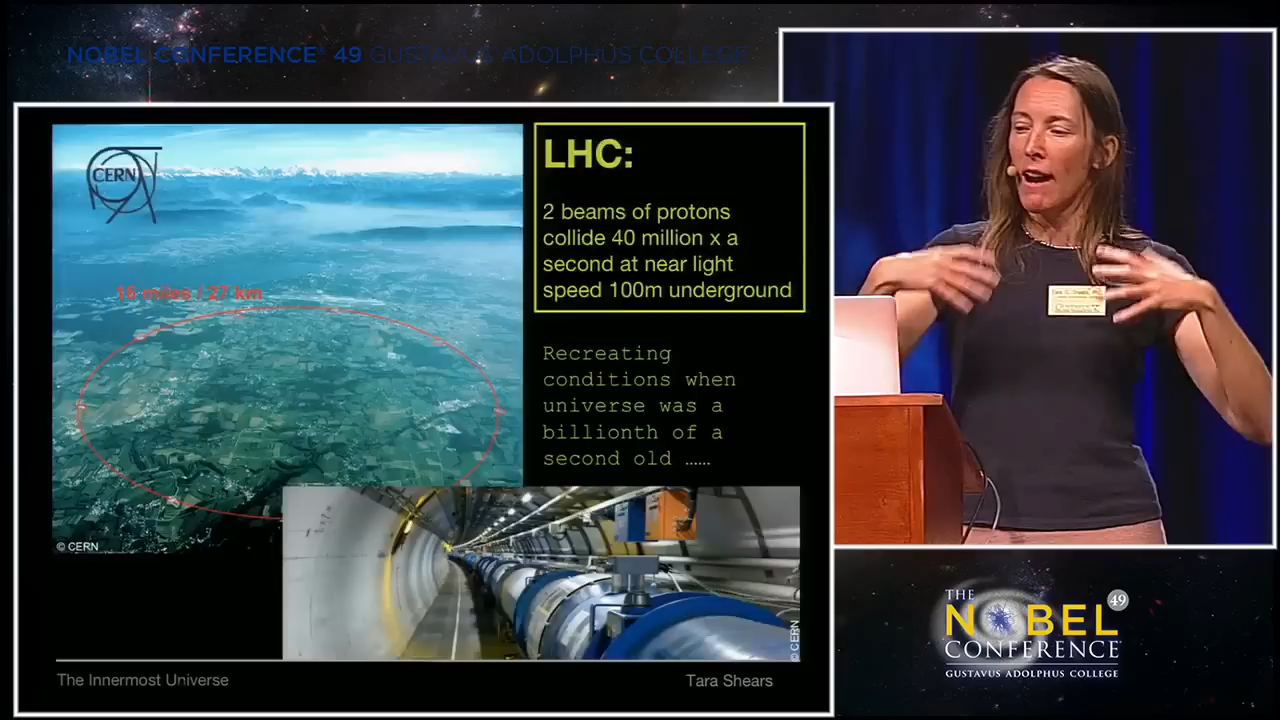 NOBEL CONFERENCE® 49 GUSTAVUS ADOLPHUS COLLEGE
CERN
16 miles / 27 km
© CERN
LHC:
2 beams of protons
collide 40 million x a
second at near light
speed 100m underground
Recreating
conditions when
universe was a
billionth of a
second old ......
© CERN
The Innermost Universe
Tara Shears
THE
NOBEL
49
CONFERENCE
GUSTAVUS ADOLPHUS COLLEGE